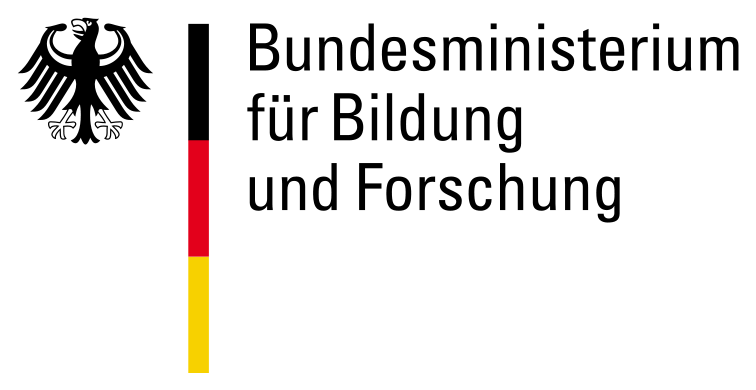 Bundesministerium
für Bildung
und Forschung